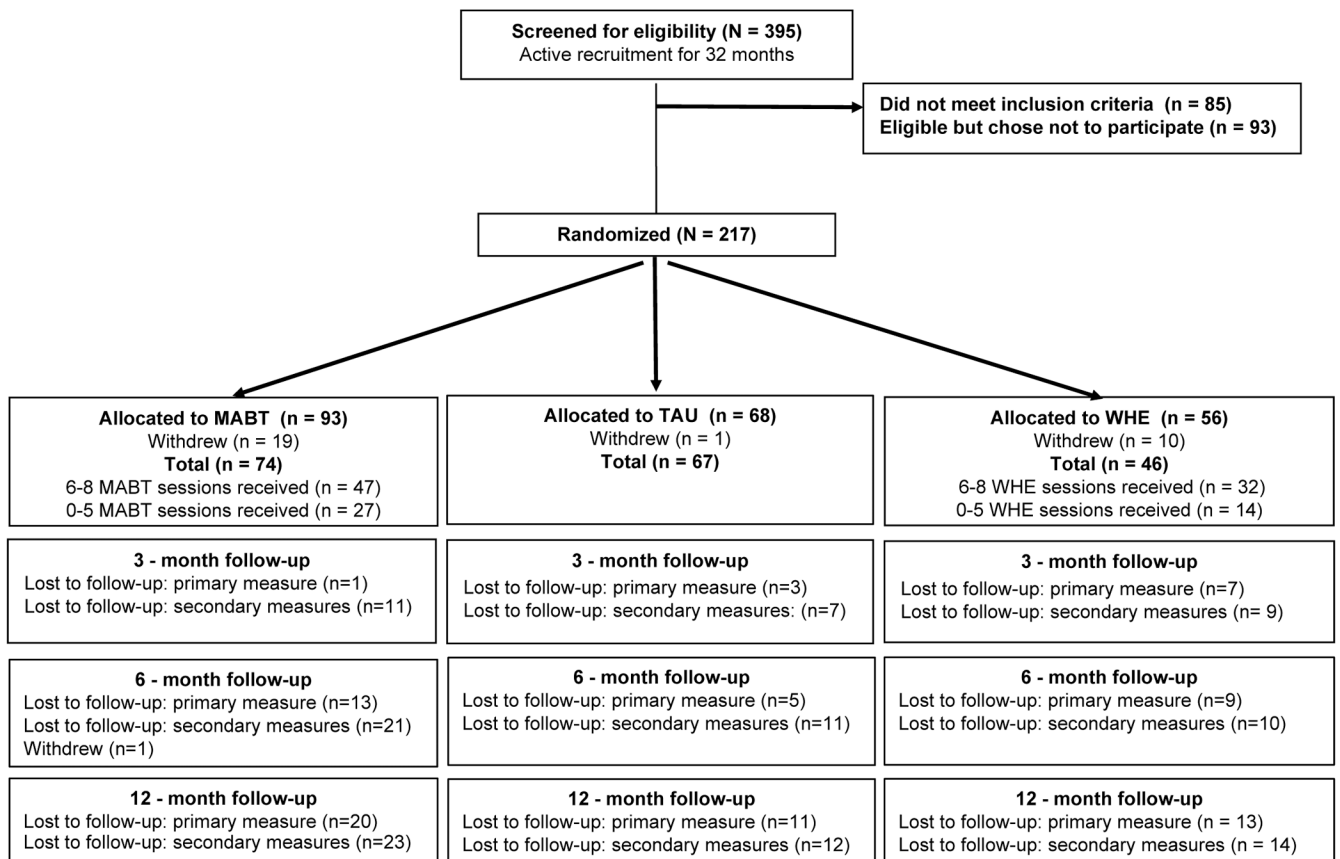 Screened for eligibility (N = 395)
Active recruitment for 32 months
Did not meet inclusion criteria (n = 85)
Eligible but chose not to participate (n = 93)
Randomized (N = 217)
Allocated to MABT (n = 93)
Withdrew (n = 19)
Total (n = 74)
6-8 MABT sessions received (n = 47)
0-5 MABT sessions received (n = 27)
Allocated to TAU (n = 68)
Withdrew (n = 1)
Total (n = 67)
Allocated to WHE (n = 56)
Withdrew (n = 10)
Total (n = 46)
6-8 WHE sessions received (n = 32)
0-5 WHE sessions received (n = 14)
3 - month follow-up
Lost to follow-up: primary measure (n=1)
Lost to follow-up: secondary measures (n=11)
3 - month follow-up
Lost to follow-up: primary measure (n=3)
Lost to follow-up: secondary measures: (n=7)
3 - month follow-up
Lost to follow-up: primary measure (n=7)
Lost to follow-up: secondary measures (n= 9)
6 - month follow-up
Lost to follow-up: primary measure (n=13)
Lost to follow-up: secondary measures (n=21)
Withdrew (n=1)
6 - month follow-up
Lost to follow-up: primary measure (n=5)
Lost to follow-up: secondary measures (n=11)
6 - month follow-up
Lost to follow-up: primary measure (n=9)
Lost to follow-up: secondary measures (n=10)
12 - month follow-up
Lost to follow-up: primary measure (n=20)
Lost to follow-up: secondary measures (n=23)
12 - month follow-up
Lost to follow-up: primary measure (n=11)
Lost to follow-up: secondary measures (n=12)
12 - month follow-up
Lost to follow-up: primary measure (n = 13)
Lost to follow-up: secondary measures (n = 14)